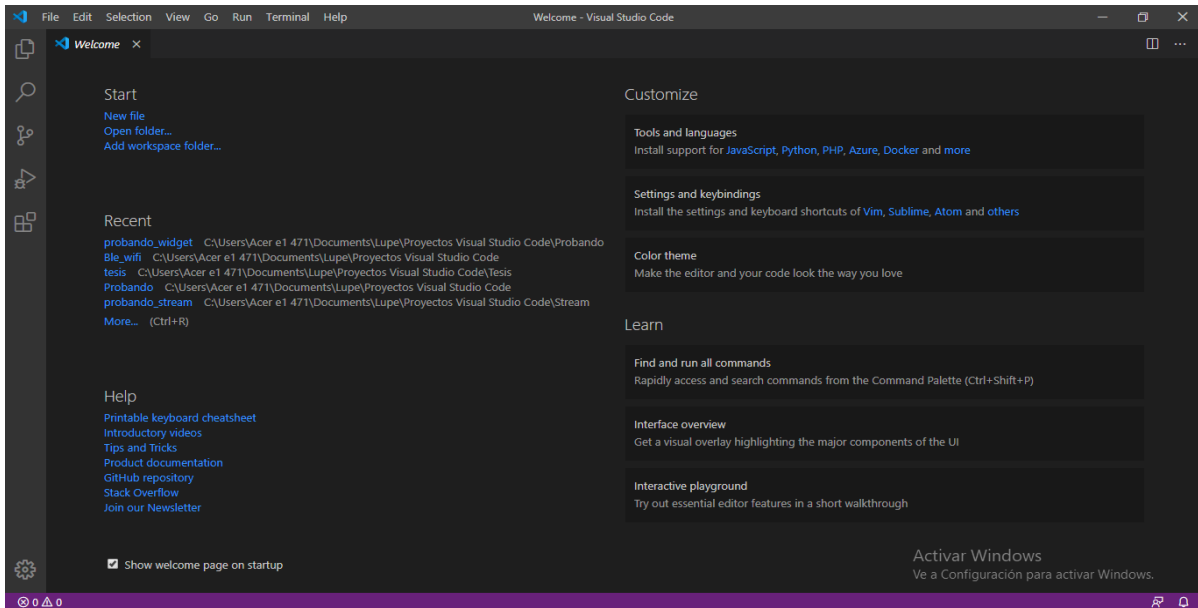 File Edit Selection View Go Run Terminal Help
Welcome - Visual Studio Code
Welcome
Start
New file
Open folder...
Add workspace folder...
Recent
probando_widget C:\Users\Acer e1 471\Documents\Lupe\Proyectos Visual Studio Code\Probando
Ble_wifi C:\Users\Acer e1 471\Documents\Lupe\Proyectos Visual Studio Code
tesis C:\Users\Acer e1 471\Documents\Lupe\Proyectos Visual Studio Code\Tesis
Probando C:\Users\Acer e1 471\Documents\Lupe\Proyectos Visual Studio Code
probando_stream C:\Users\Acer e1 471\Documents\Lupe\Proyectos Visual Studio Code\Stream
More... (Ctrl+R)
Help
Printable keyboard cheatsheet
Introductory videos
Tips and Tricks
Product documentation
GitHub repository
Stack Overflow
Join our Newsletter
Show welcome page on startup
Customize
Tools and languages
Install support for JavaScript, Python, PHP, Azure, Docker and more
Settings and keybindings
Install the settings and keyboard shortcuts of Vim, Sublime, Atom and others
Color theme
Make the editor and your code look the way you love
Learn
Find and run all commands
Rapidly access and search commands from the Command Palette (Ctrl+Shift+P)
Interface overview
Get a visual overlay highlighting the major components of the UI
Interactive playground
Try out essential editor features in a short walkthrough
Activar Windows
Ve a Configuración para activar Windows.
0 0